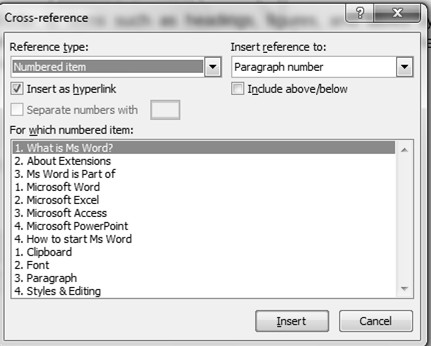 Cross-reference
Reference type:
Insert reference to:
Numbered item
Paragraph number
Insert as hyperlink
Include above/below
Separate numbers with
For which numbered item:
1. What is Ms Word?
2. About Extensions
3. Ms Word is Part of
1. Microsoft Word
2. Microsoft Excel
3. Microsoft Access
4. Microsoft PowerPoint
4. How to start Ms Word
1. Clipboard
2. Font
3. Paragraph
4. Styles & Editing
Insert
Cancel